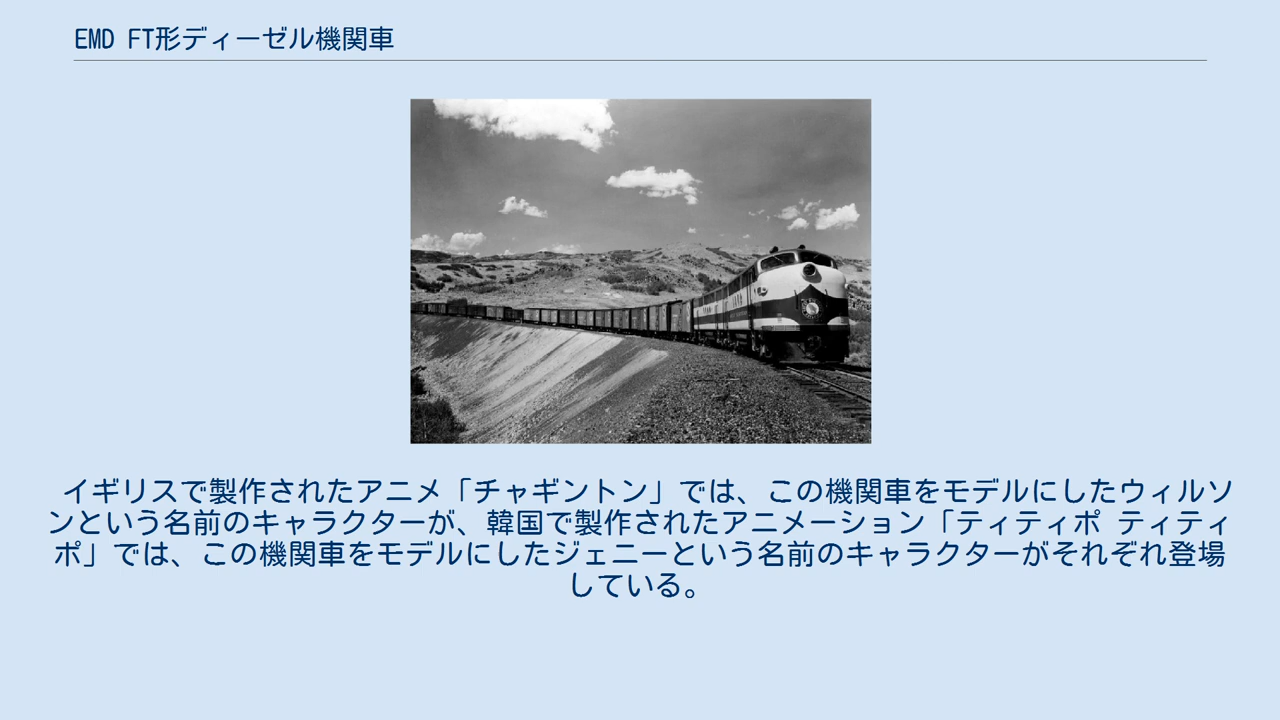 EMD FT形ディーゼル機関車
イギリスで製作されたアニメ「チャギントン」では、この機関車をモデルにしたウィルソ
ンという名前のキャラクターが、韓国で製作されたアニメーション「ティティポ ティティ
ポ」では、この機関車をモデルにしたジェニーという名前のキャラクターがそれぞれ登場
している。